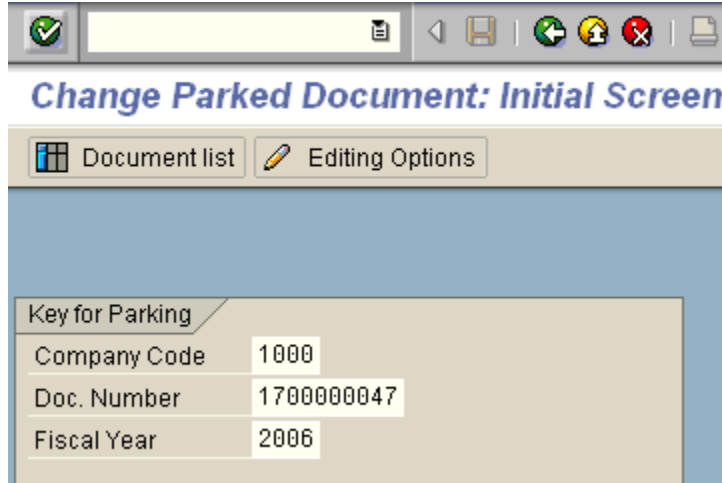 Change Parked Document: Initial Screen
Document list Editing Options
Key for Parking
Company Code 1000
Doc. Number 1700000047
Fiscal Year 2006